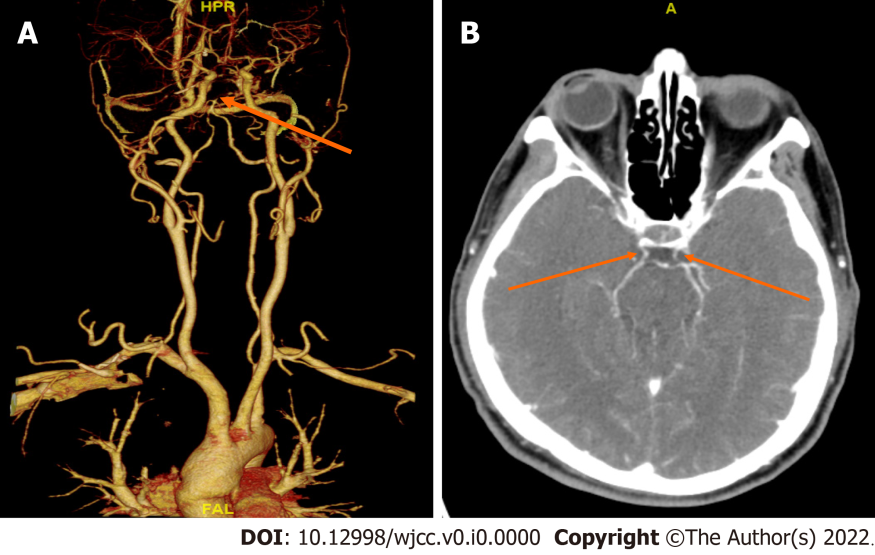 A
HPR
FAL
B
A
DOI: 10.12998/wjcc.v0.i0.0000 Copyright ©The Author(s) 2022.